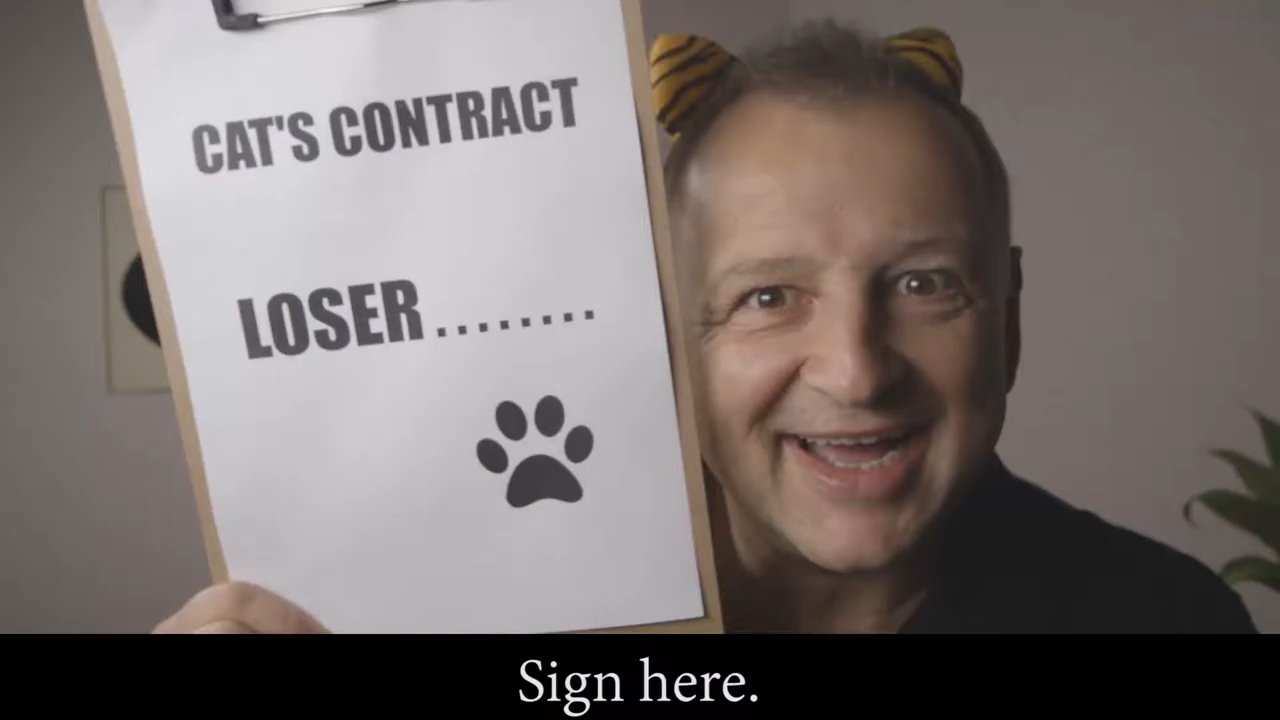 CAT'S CONTRACT
LOSER........
Sign here.